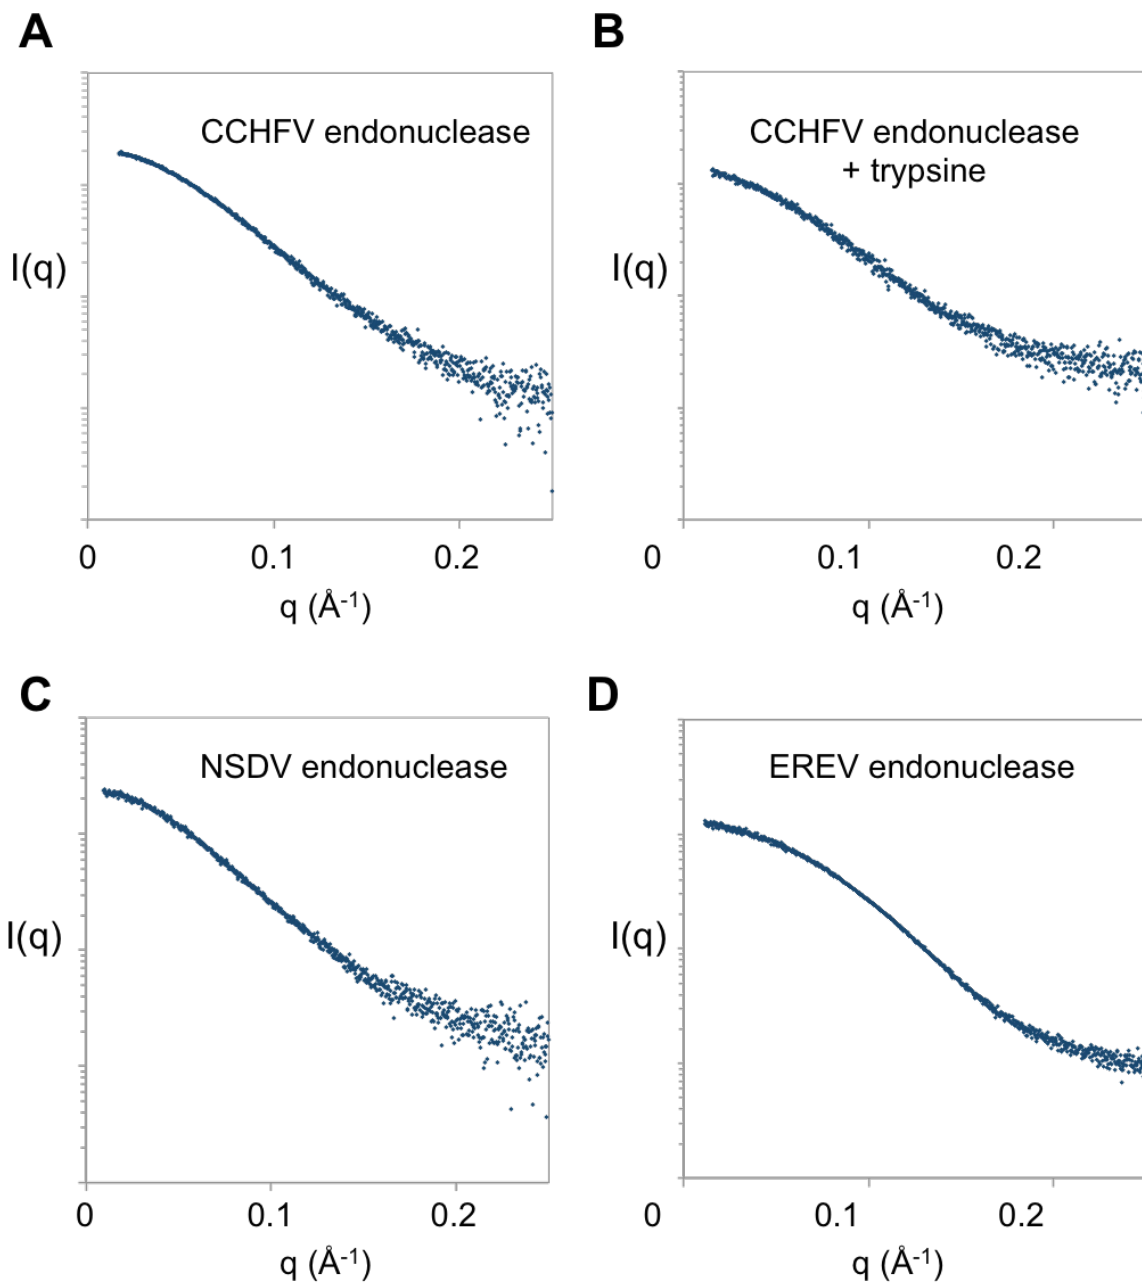 A
CCHFV endonuclease
I(q)
0
0.1
0.2
q (Å-1)
B
CCHFV endonuclease
+ trypsine
I(q)
0
0.1
0.2
q (Å-1)
C
NSDV endonuclease
I(q)
0
0.1
0.2
q (Å-1)
D
EREV endonuclease
I(q)
0
0.1
0.2
q (Å-1)